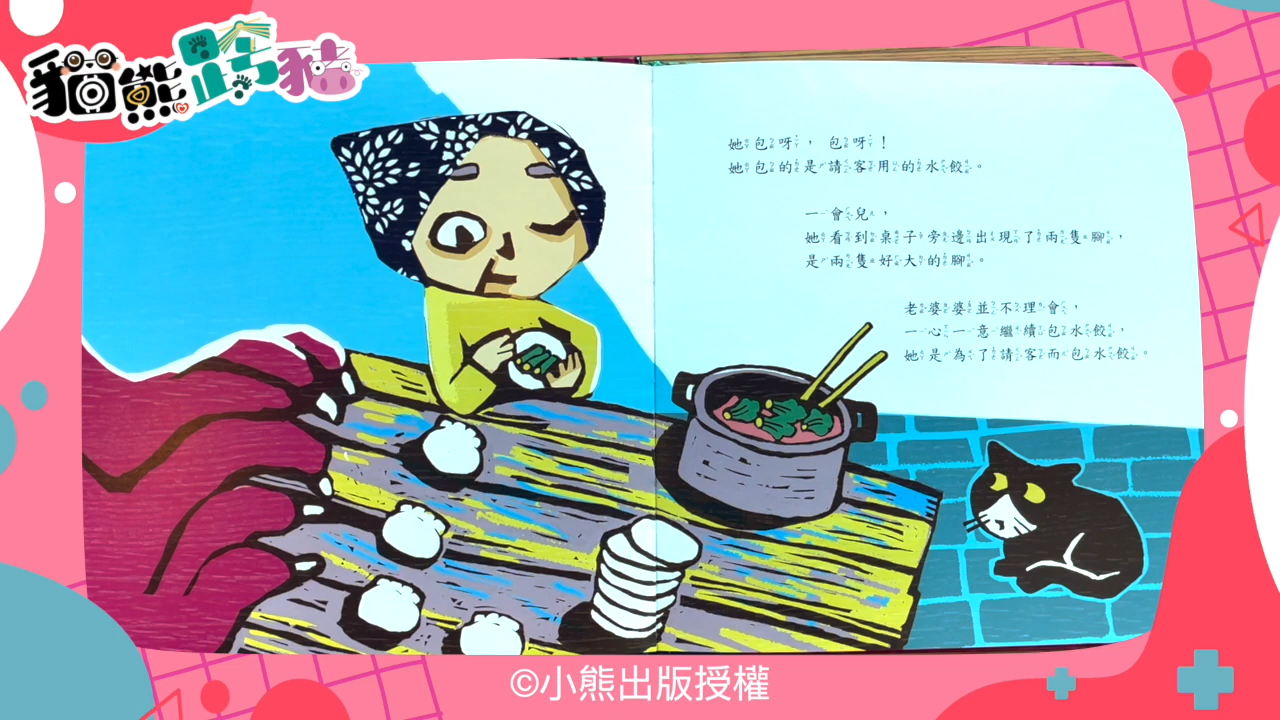 貓熊跨豬
她包呀，包呀！
她包的是請客用的水餃。
一會兒，
她看到桌子旁邊出現了兩隻腳，
是兩隻好大的腳。
老婆婆並不理會，
一心一意繼續包水餃，
她是為了請客而包水餃。
©小熊出版授權